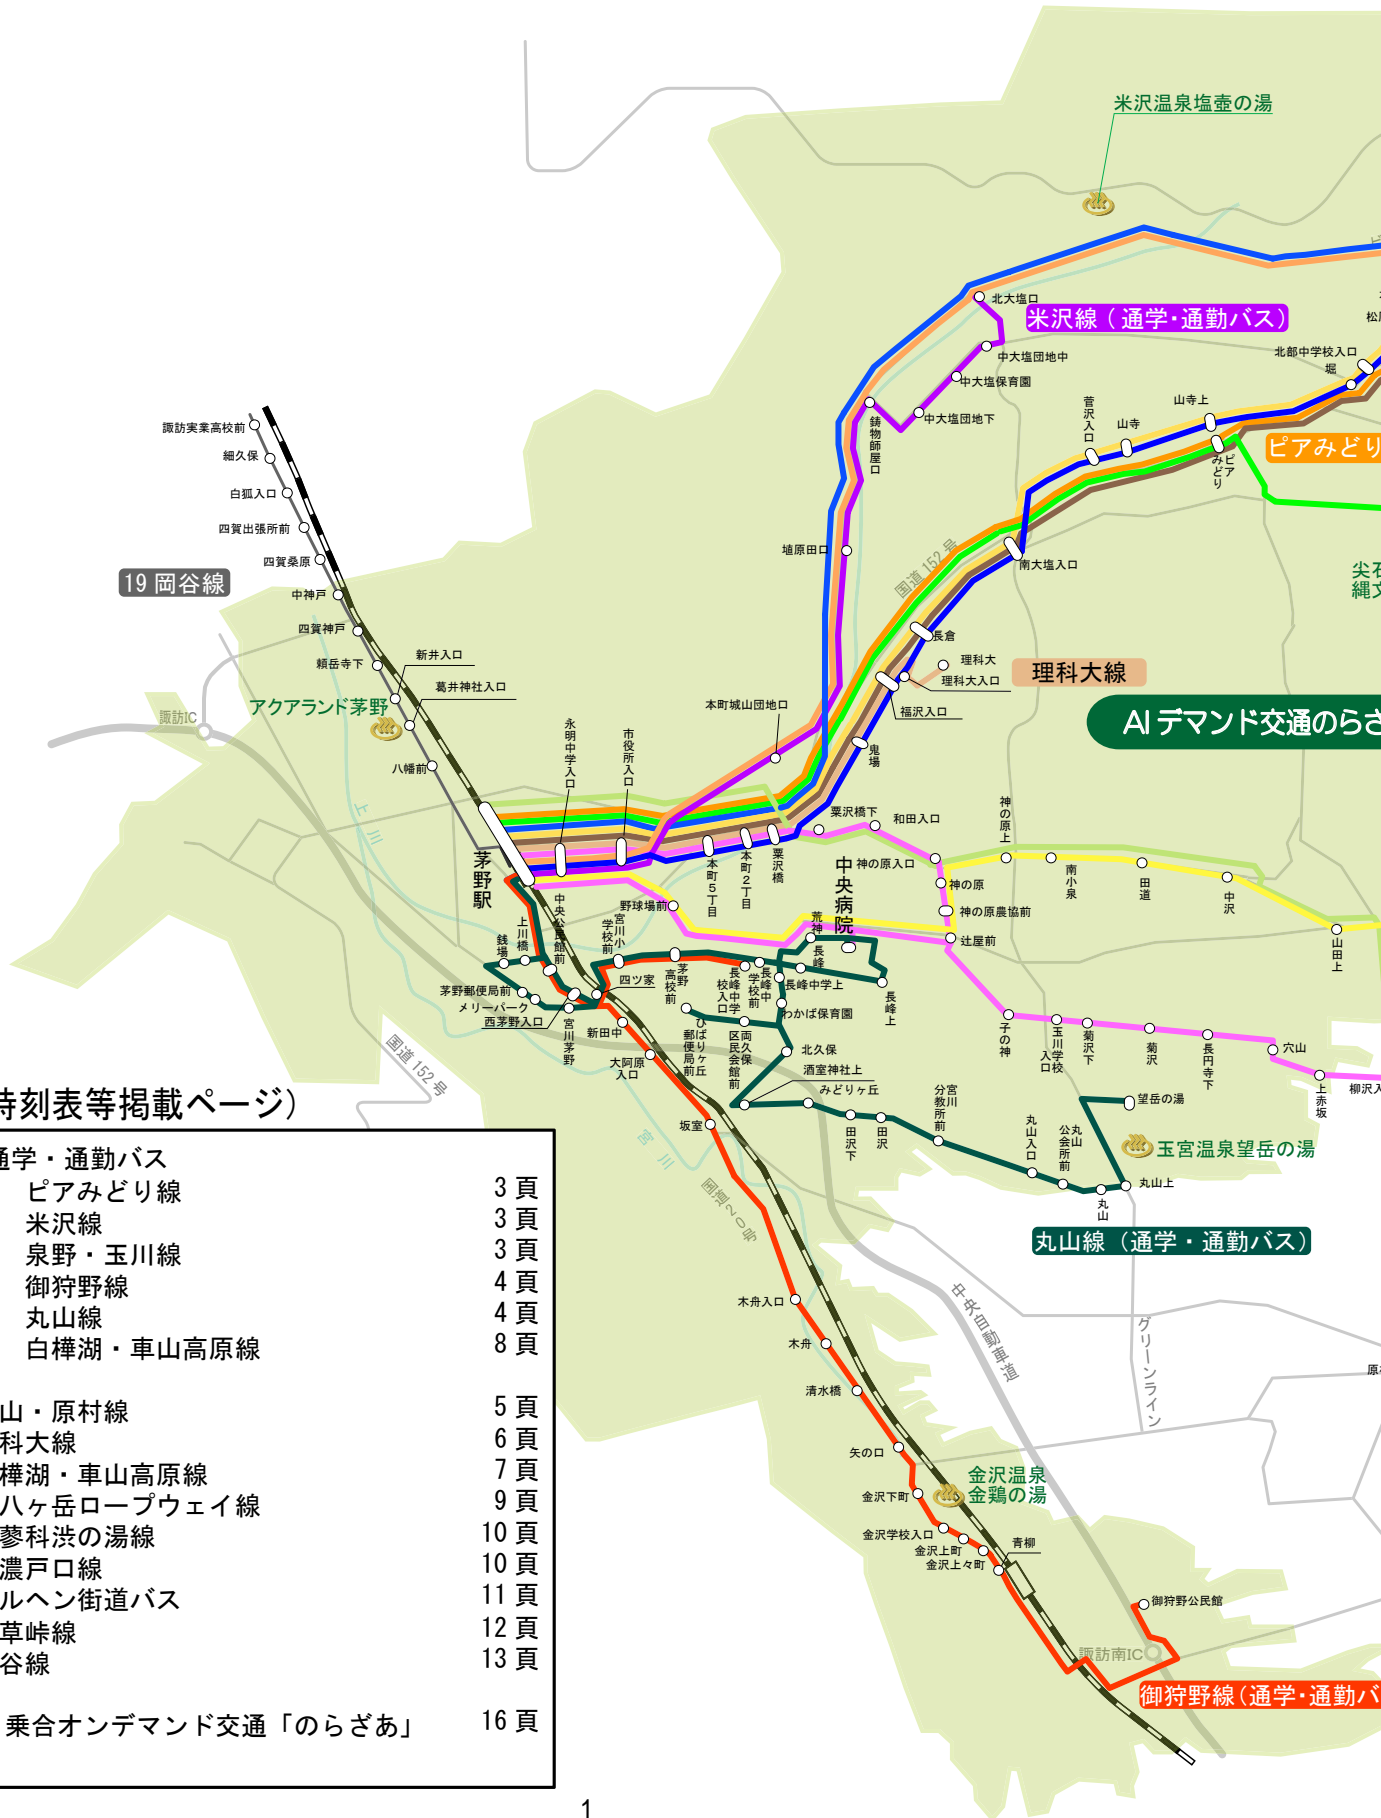 米沢温泉塩壺の湯
北大塩口
米沢線（通学・通勤バス）
中大塩団地中
中大塩保育園
中大塩団地下
鋳物師屋口
北部中学校入口
堀
山寺上
山寺
菅沢入口
ピアみどり
ピアみどり
諏訪実業高校前
細久保
白狐入口
四賀出張所前
四賀桑原
19 岡谷線
中神戸
四賀神戸
頼岳寺下
新井入口
葛井神社入口
アクアランド茅野
諏訪IC
八幡前
上川
埴原田口
国道152号
南大塩入口
長倉
理科大
理科大入口
理科大線
福沢入口
AI デマンド交通のらざ
本町城山団地口
鬼場
永明中学入口
市役所入口
茅野駅
本町5丁目
本町2丁目
粟沢橋
粟沢橋下
和田入口
神の原上
神の原入口
南小泉
田道
中沢
山田上
神の原
神の原農協前
辻屋前
中央病院
荒神
野球場前
中央公民館前
上川橋
銭場
宮川小学校前
茅野高校前
長峰中学校入口
長峰中学校前
長峰
長峰中学上
長峰上
四ツ家
茅野郵便局前
メリーパーク
西茅野入口
宮川茅野
新田中
大阿原入口
ひばりヶ丘郵便局前
両久保区民会館前
わかば保育園
北久保
酒室神社上
みどりヶ丘
田沢下
田沢
宮川分教所前
丸山入口
丸山公会所前
丸山
丸山上
望岳の湯
玉宮温泉望岳の湯
丸山線（通学・通勤バス）
子の神
玉川学校入口
菊沢下
菊沢
長円寺下
穴山
上赤坂
国道152号
坂室
宮川
国道20号
木舟入口
木舟
清水橋
矢の口
金沢下町
金沢温泉
金鶏の湯
金沢学校入口
金沢上町
金沢上々町
青柳
中央自動車道
グリーンライン
御狩野公民館
諏訪南IC
御狩野線（通学・通勤バ
時刻表等掲載ページ）
通学・通勤バス
ピアみどり線 3頁
米沢線 3頁
泉野・玉川線 3頁
御狩野線 4頁
丸山線 4頁
白樺湖・車山高原線 8頁
山・原村線 5頁
科大線 6頁
樺湖・車山高原線 7頁
八ヶ岳ロープウェイ線 9頁
蓼科渋の湯線 10頁
濃戸口線 10頁
ルヘン街道バス 11頁
草峠線 12頁
谷線 13頁
乗合オンデマンド交通「のらざあ」 16頁
1